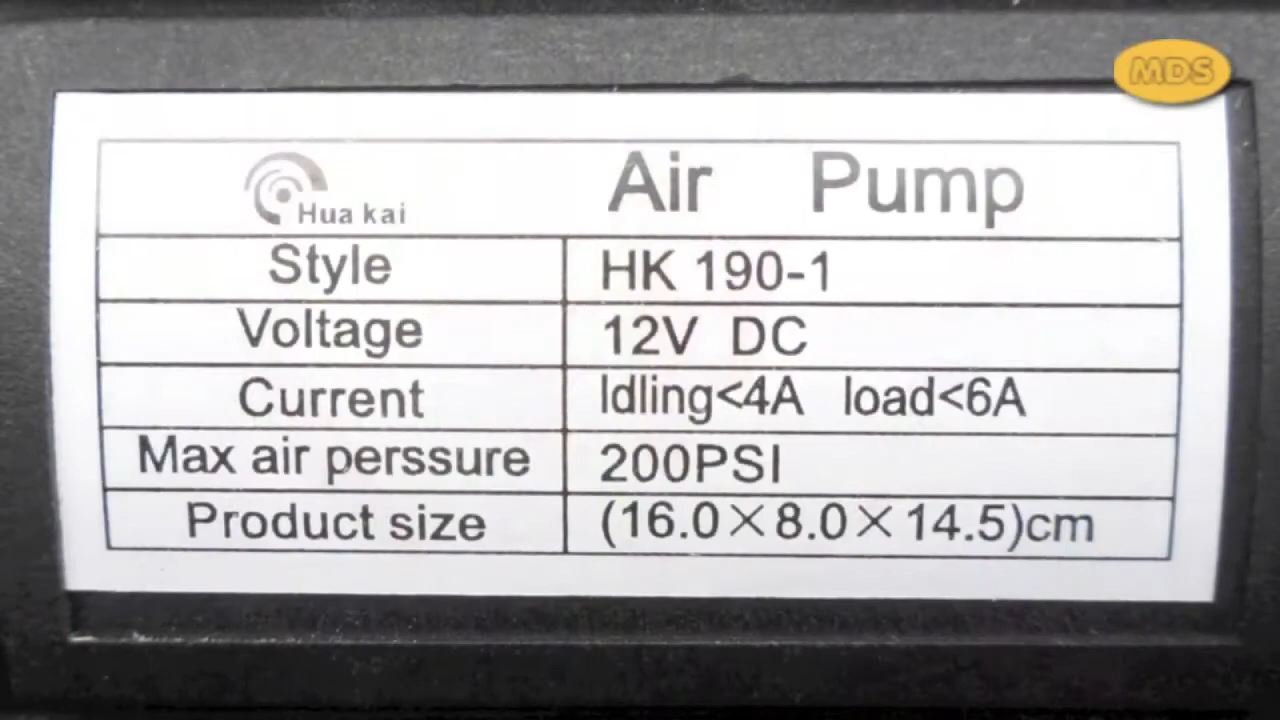 MDS
Hua kai Air Pump
Style HK 190-1
Voltage 12V DC
Current Idling<4A load<6A
Max air perssure 200PSI
Product size (16.0×8.0×14.5)cm